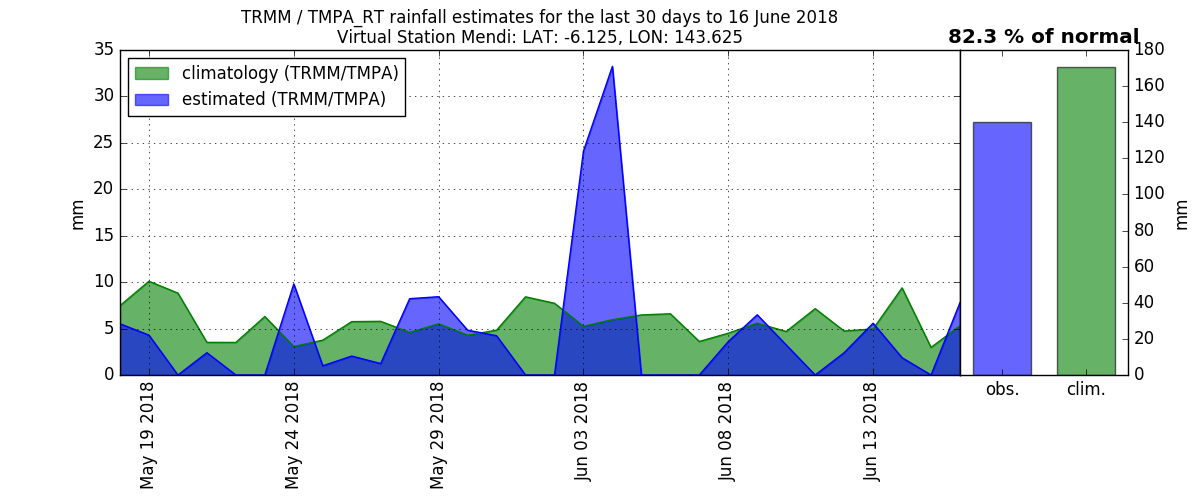 TRMM / TMPA_RT rainfall estimates for the last 30 days to 16 June 2018
Virtual Station Mendi: LAT: -6.125, LON: 143.625
82.3 % of normal
climatology (TRMM/TMPA)
estimated (TRMM/TMPA)
mm
35
30
25
20
15
10
5
0
May 19 2018
May 24 2018
May 29 2018
Jun 03 2018
Jun 08 2018
Jun 13 2018
180
160
140
120
100
80
60
40
20
0
mm
obs.
clim.